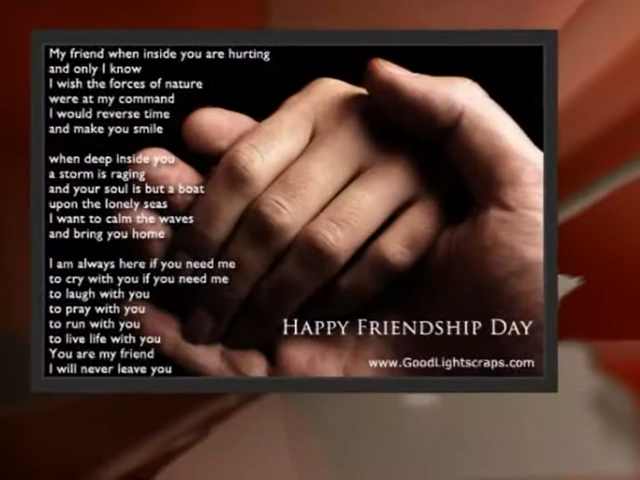 My friend when inside you are hurting
and only I know
I wish the forces of nature
were at my command
I would reverse time
and make you smile
when deep inside you
a storm is raging
and your soul is but a boat
upon the lonely seas
I want to calm the waves
and bring you home
I am always here if you need me
to cry with you if you need me
to laugh with you
to pray with you
to run with you
to live life with you
You are my friend
I will never leave you
HAPPY FRIENDSHIP DAY
www.GoodLightscraps.com